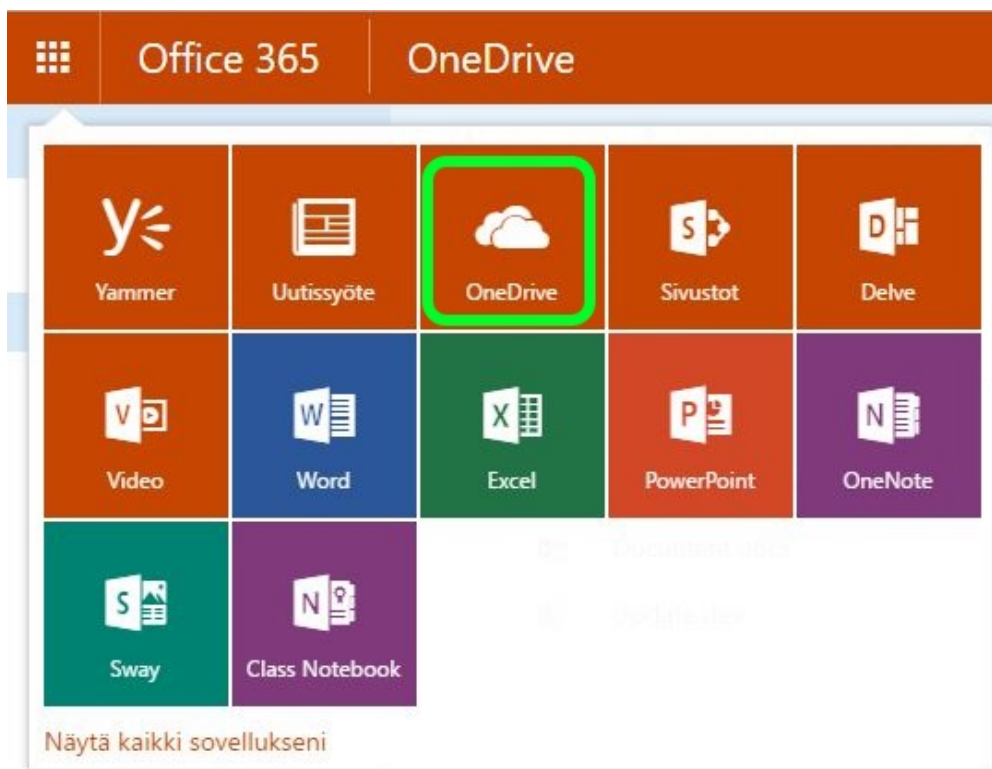 Office 365 OneDrive
Yammer Uutissyöte OneDrive Sivustot Delve
Video Word Excel PowerPoint OneNote
Sway Class Notebook
Näytä kaikki sovellukseni